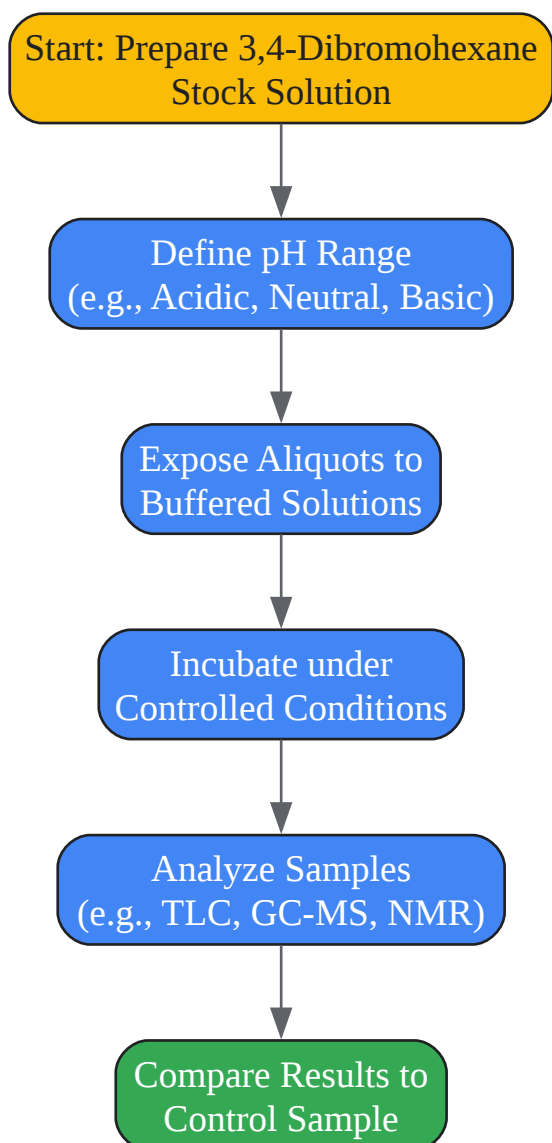 Start: Prepare 3,4-Dibromohexane
Stock Solution
Define pH Range
(e.g., Acidic, Neutral, Basic)
Expose Aliquots to
Buffered Solutions
Incubate under
Controlled Conditions
Analyze Samples
(e.g., TLC, GC-MS, NMR)
Compare Results to
Control Sample